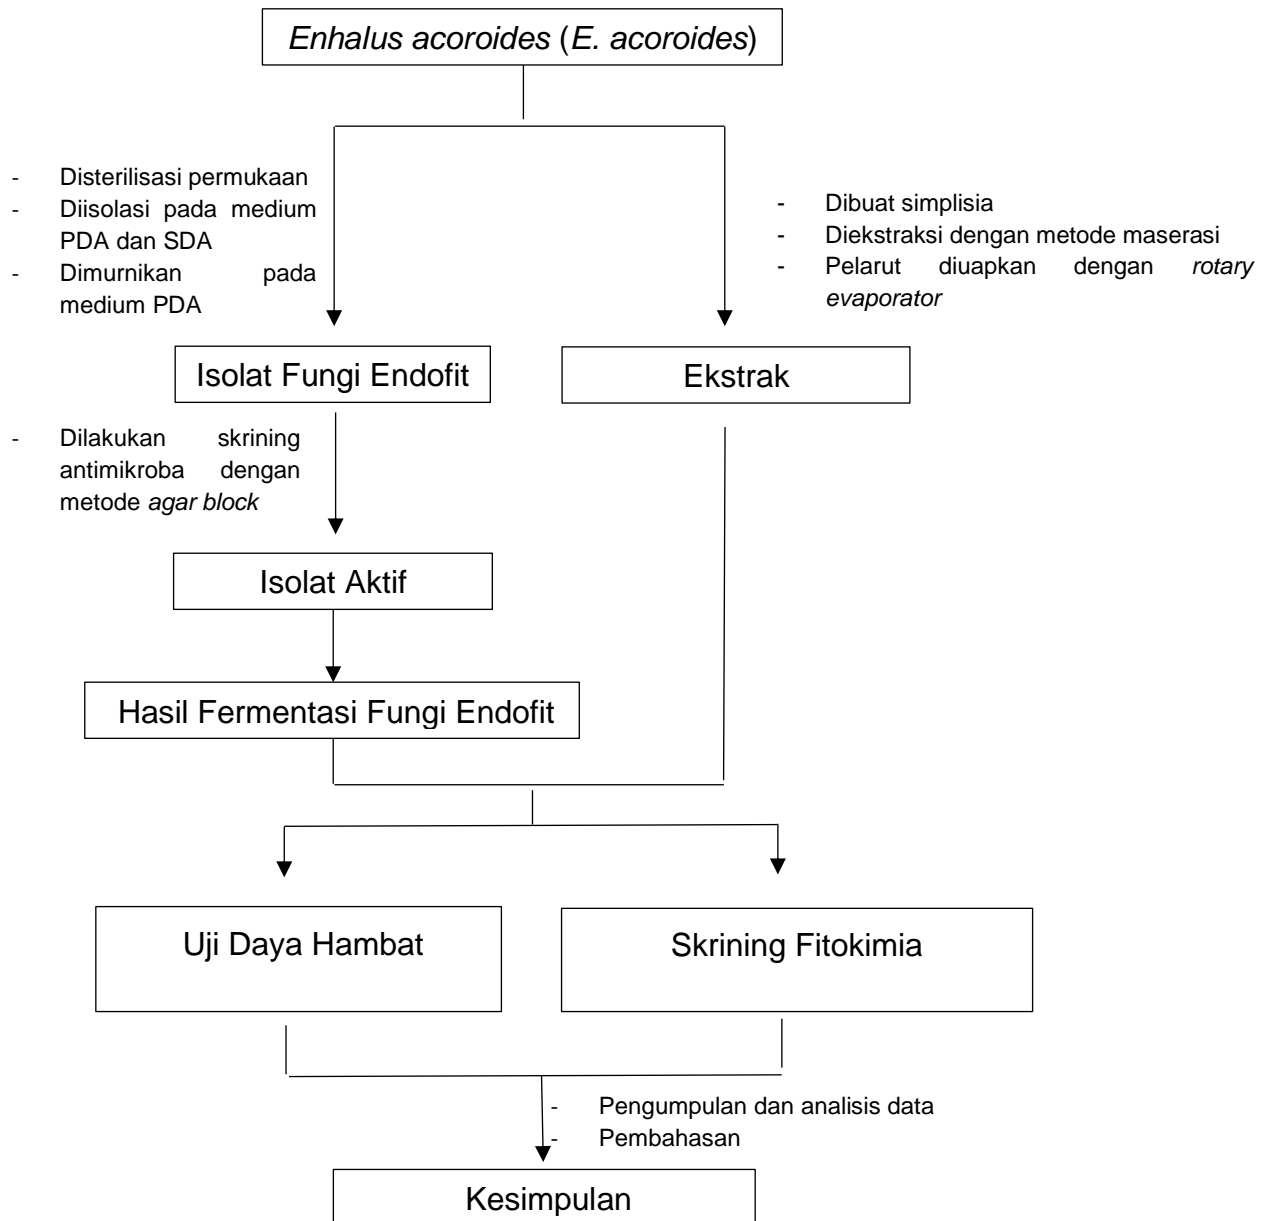 Enhalus acoroides (E. acoroides)
- Disterilisasi permukaan
- Diisolasi pada medium
PDA dan SDA
- Dimurnikan pada
medium PDA
- Dibuat simplisia
- Diekstraksi dengan metode maserasi
- Pelarut diuapkan dengan rotary
evaporator
Isolat Fungi Endofit
Ekstrak
- Dilakukan skrining
antimikroba dengan
metode agar block
Isolat Aktif
Hasil Fermentasi Fungi Endofit
Uji Daya Hambat
Skrining Fitokimia
- Pengumpulan dan analisis data
- Pembahasan
Kesimpulan